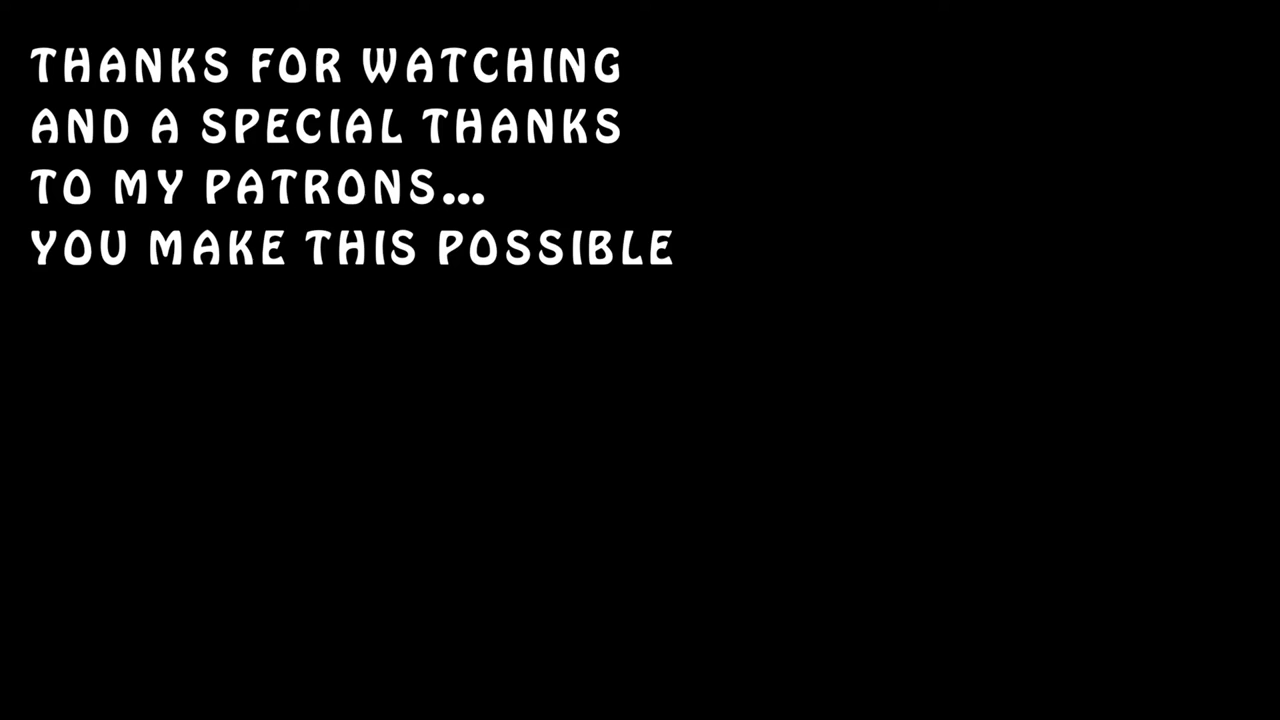 THANKS FOR WATCHING
AND A SPECIAL THANKS
TO MY PATRONS...
YOU MAKE THIS POSSIBLE